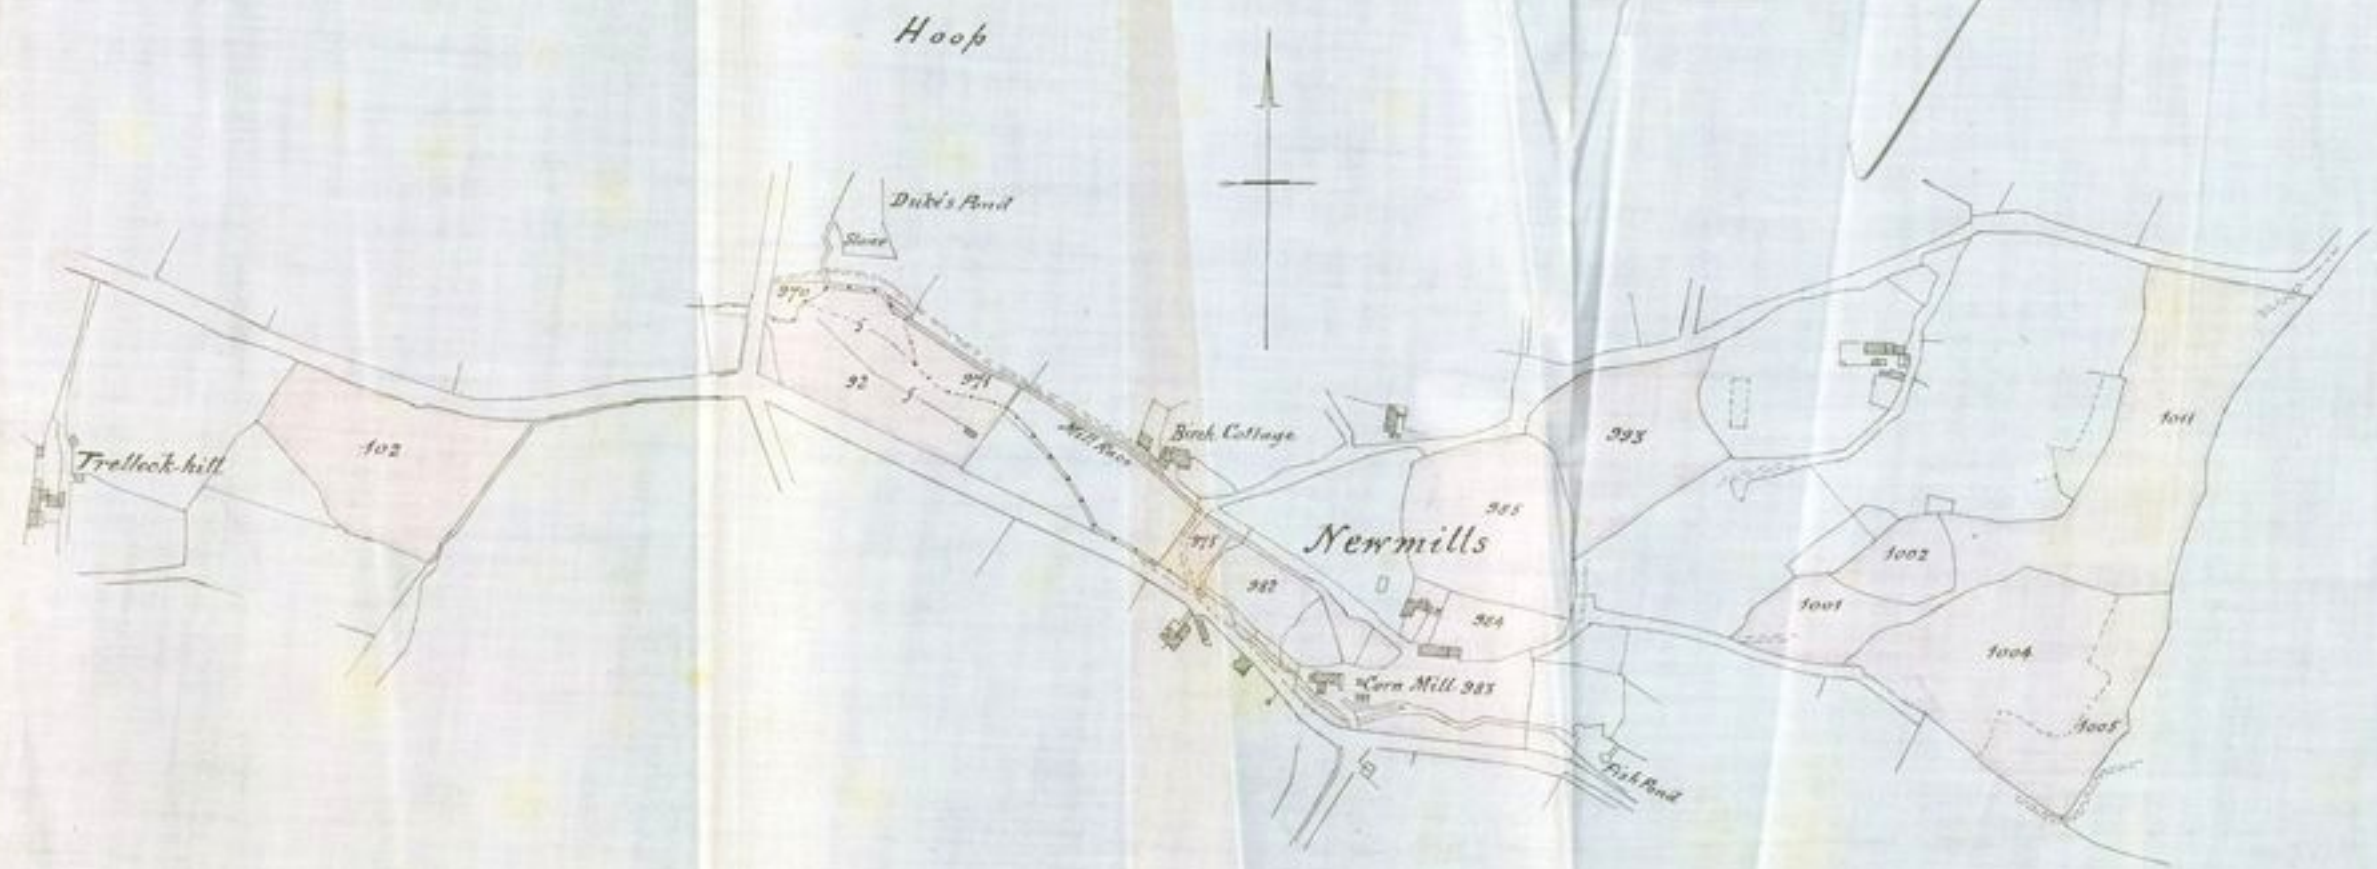 Hoop
Duke's Pond
Sluice
970
S
971
92
S
Mill Race
Birch Cottage
Trelleck-hill
102
993
1011
985
Newmills
975
982
984
1002
1001
1004
Corn Mill 983
1005
Fish Pond